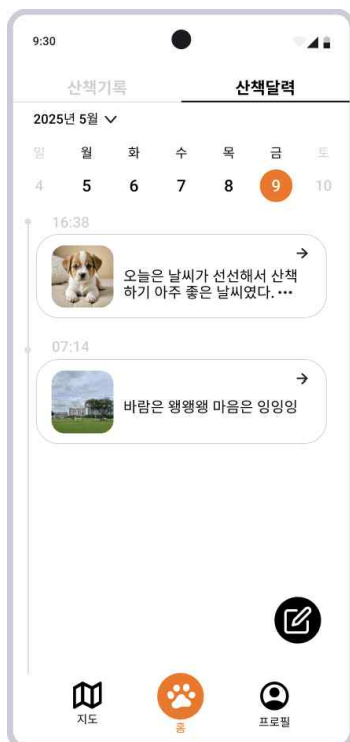 9:30
산책기록 산책달력
2025년 5월
일 월 화 수 목 금 토
4 5 6 7 8 9 10
16:38
오늘은 날씨가 선선해서 산책
하기 아주 좋은 날씨였다. •••
07:14
바람은 왱왱왱 마음은 잉잉잉
지도 홈 프로필